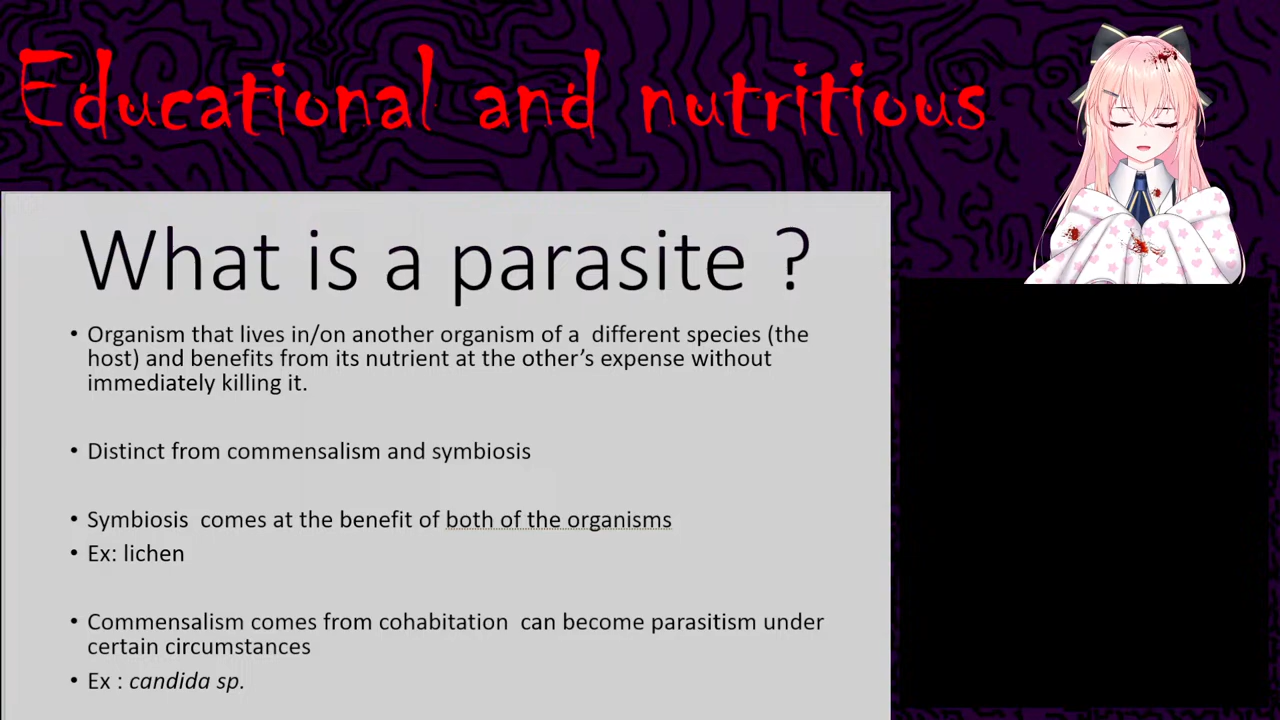 Educational and nutritious
What is a parasite ?
• Organism that lives in/on another organism of a  different species (the
host) and benefits from its nutrient at the other’s expense without
immediately killing it.
• Distinct from commensalism and symbiosis
• Symbiosis  comes at the benefit of both of the organisms
• Ex: lichen
• Commensalism comes from cohabitation  can become parasitism under
certain circumstances
• Ex : candida sp.